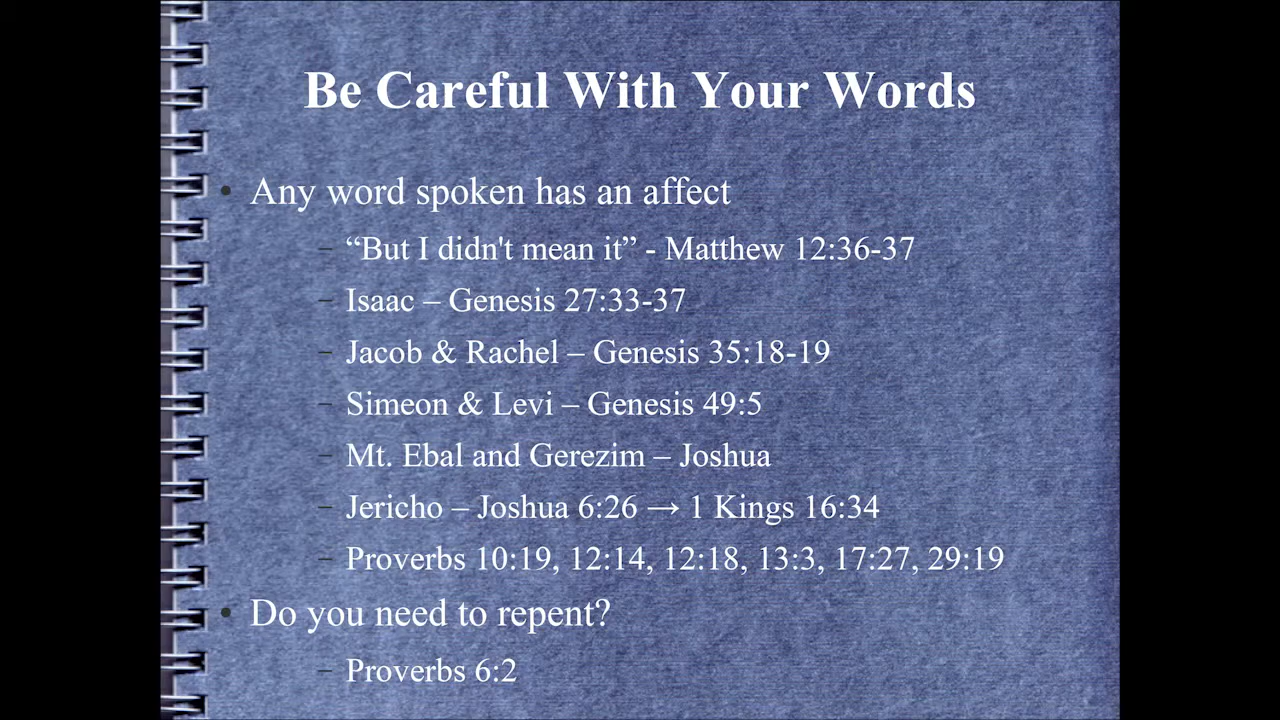 Be Careful With Your Words
• Any word spoken has an affect
– “But I didn't mean it” - Matthew 12:36-37
– Isaac – Genesis 27:33-37
– Jacob & Rachel – Genesis 35:18-19
– Simeon & Levi – Genesis 49:5
– Mt. Ebal and Gerezim – Joshua
– Jericho – Joshua 6:26 → 1 Kings 16:34
– Proverbs 10:19, 12:14, 12:18, 13:3, 17:27, 29:19
• Do you need to repent?
– Proverbs 6:2